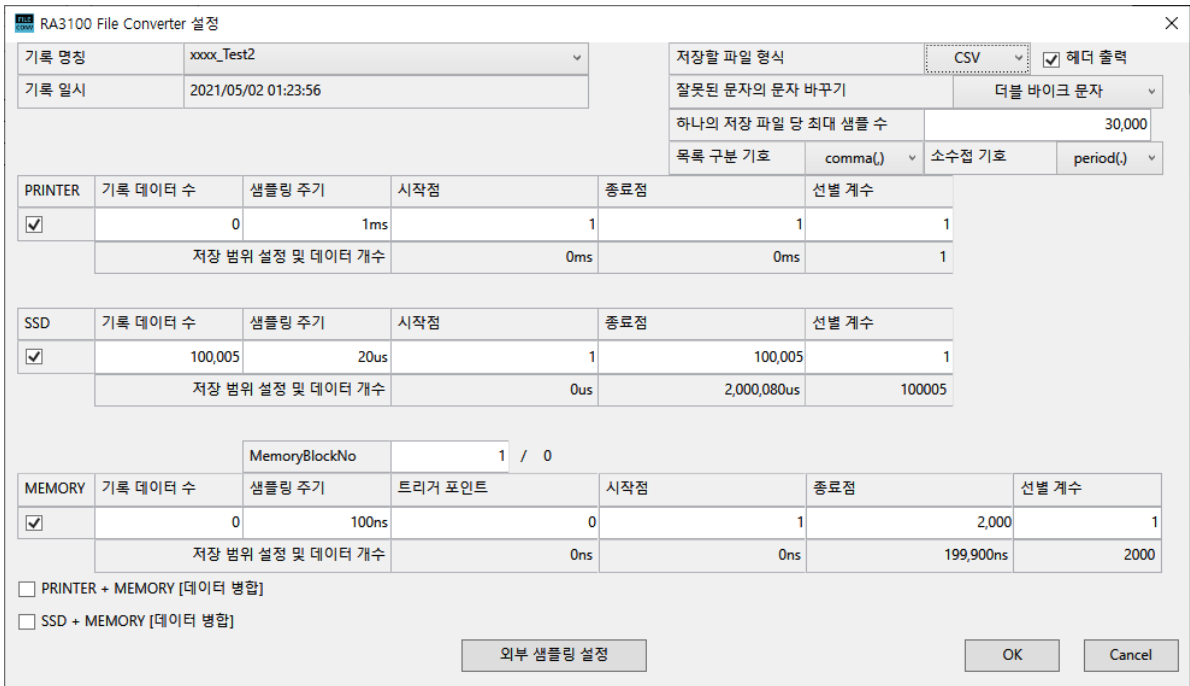 FILE CONV RA3100 File Converter 설정
기록 명칭 xxxx_Test2 저장할 파일 형식 CSV 헤더 출력
기록 일시 2021/05/02 01:23:56 잘못된 문자의 문자 바꾸기 더블 바이크 문자
하나의 저장 파일 당 최대 샘플 수 30,000
목록 구분 기호 comma(,) 소수접 기호 period(.)
PRINTER 기록 데이터 수 샘플링 주기 시작점 종료점 선별 계수
0 1ms 1 1 1
저장 범위 설정 및 데이터 개수 0ms 0ms 1
SSD 기록 데이터 수 샘플링 주기 시작점 종료점 선별 계수
100,005 20us 1 100,005 1
저장 범위 설정 및 데이터 개수 0us 2,000,080us 100005
MemoryBlockNo 1 / 0
MEMORY 기록 데이터 수 샘플링 주기 트리거 포인트 시작점 종료점 선별 계수
0 100ns 0 1 2,000 1
저장 범위 설정 및 데이터 개수 0ns 0ns 199,900ns 2000
PRINTER + MEMORY [데이터 병합]
SSD + MEMORY [데이터 병합]
외부 샘플링 설정 OK Cancel